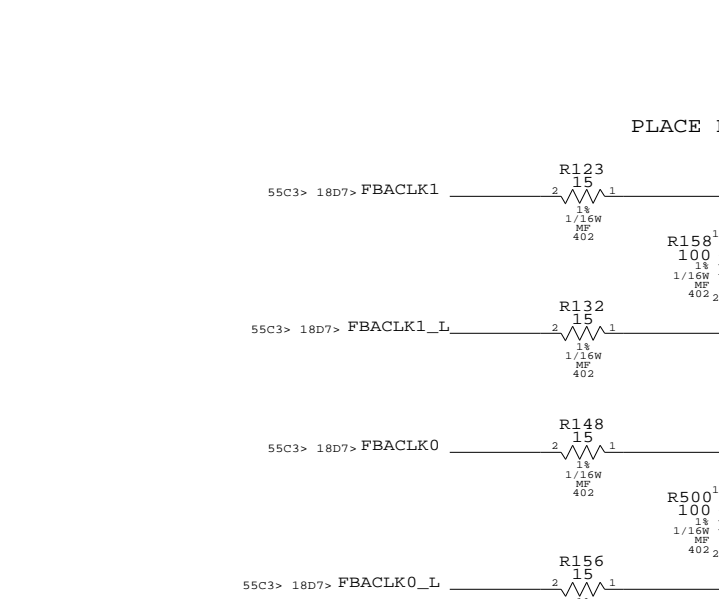 PLACE
R123
15
55C3> 18D7> FBACLK1
2 1
1%
1/16W
MF
402
R158 1
100
1%
1/16W
MF
402 2
R132
15
55C3> 18D7> FBACLK1_L
2 1
1%
1/16W
MF
402
R148
15
55C3> 18D7> FBACLK0
2 1
1%
1/16W
MF
402
R500 1
100
1%
1/16W
MF
402 2
R156
15
55C3> 18D7> FBACLK0_L
2 1